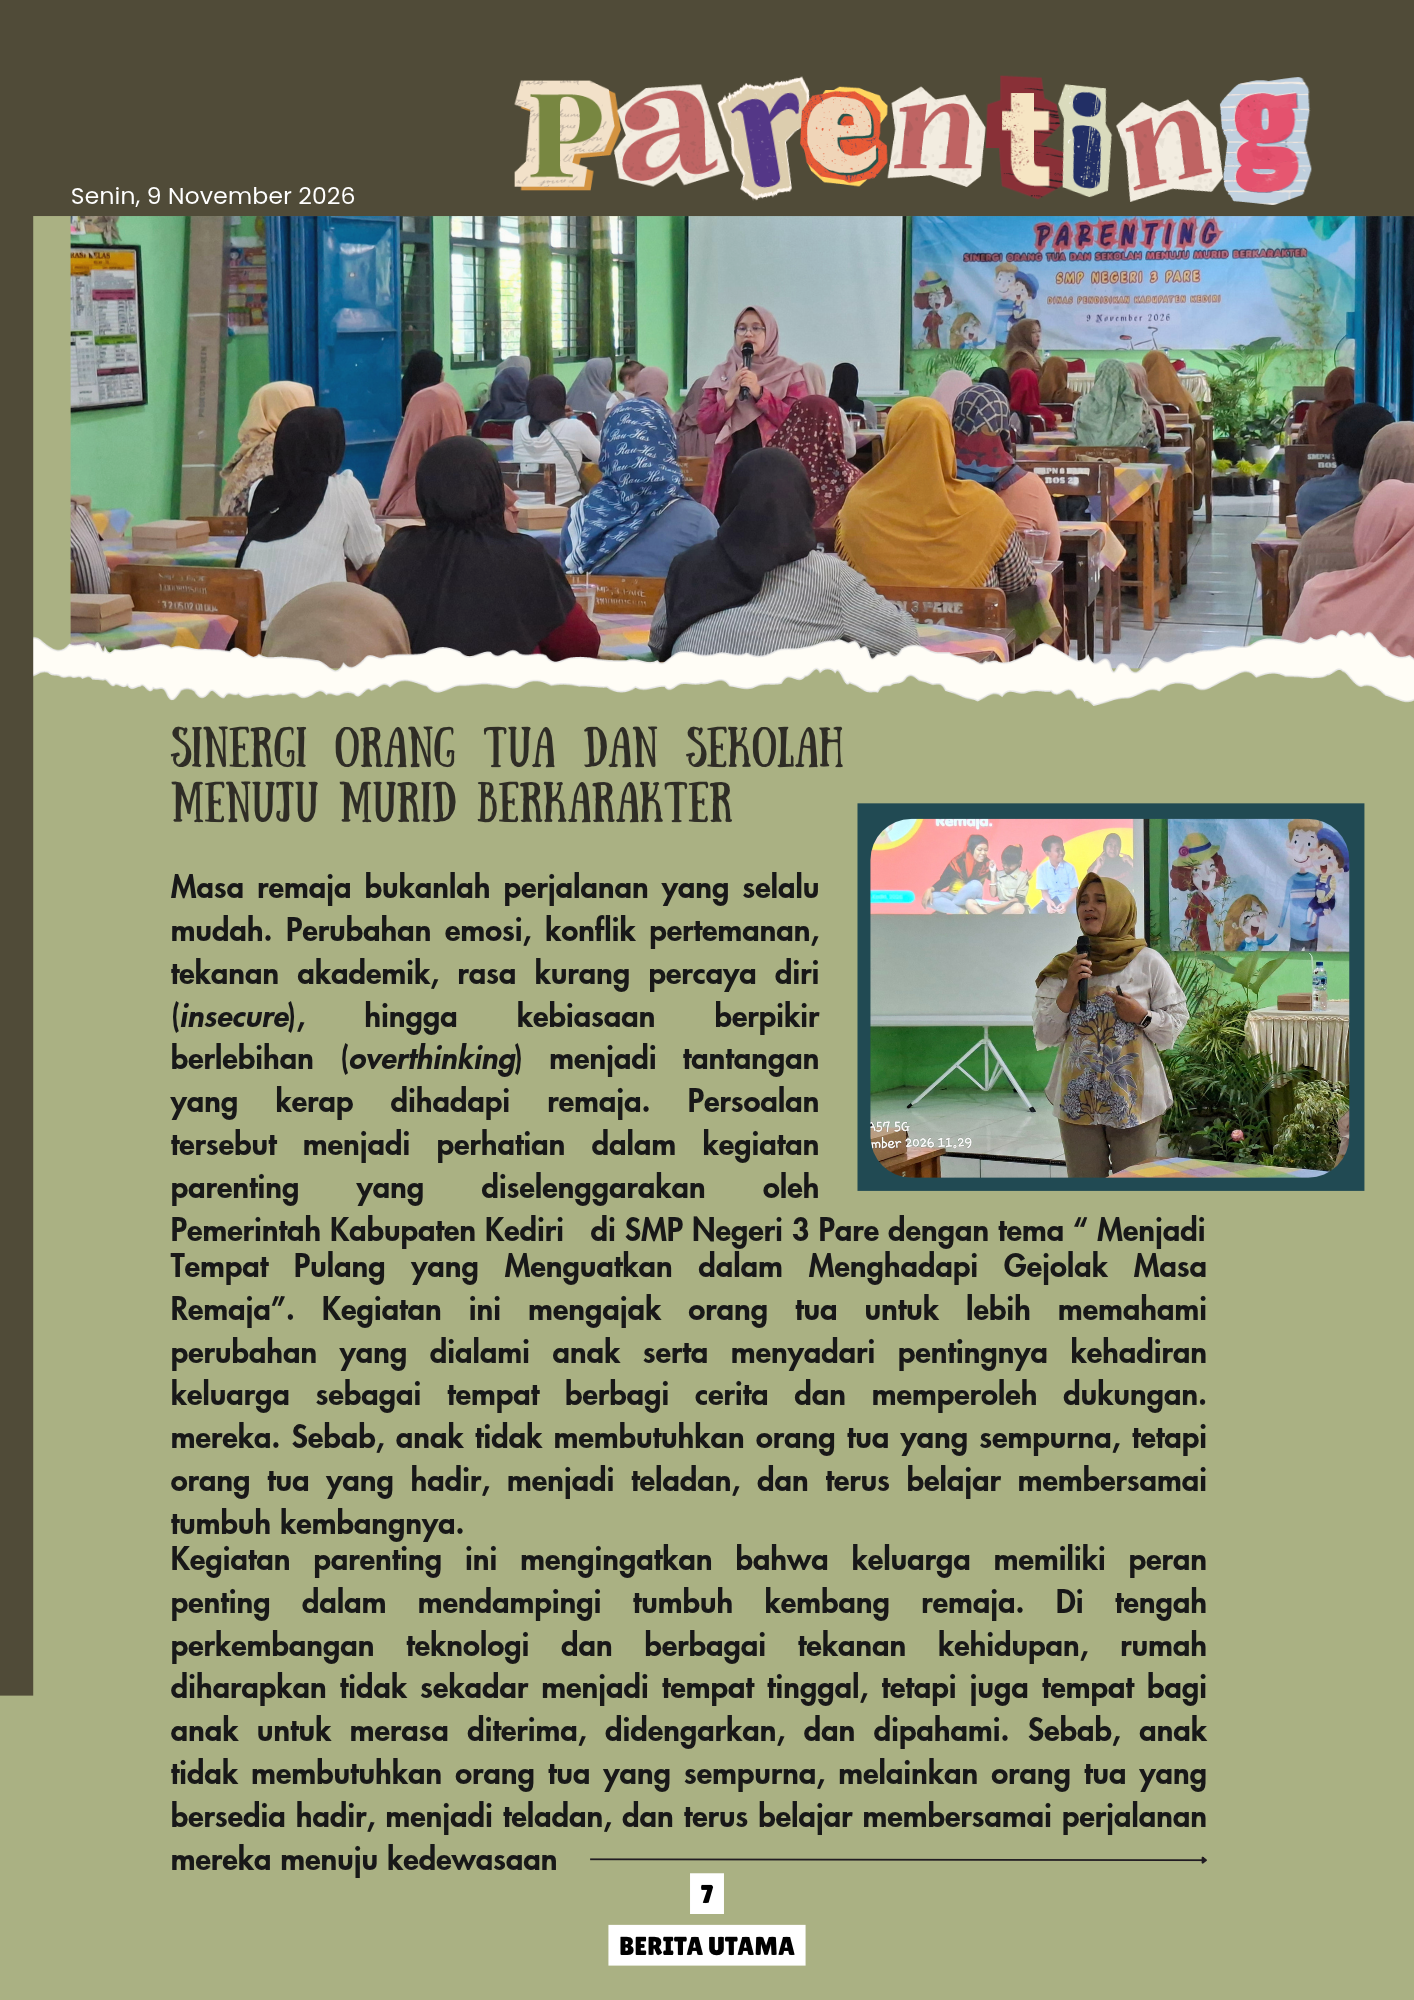 Parenting
Senin, 9 November 2026
PARENTING
SINERGI ORANG TUA DAN SEKOLAH MENUJU MURID BERKARAKTER
SMP NEGERI 3 PARE
DINAS PENDIDIKAN KABUPATEN KEDIRI
9 November 2026
SINERGI ORANG TUA DAN SEKOLAH
MENUJU MURID BERKARAKTER
Remaja.
A57 5G
mber 2026 11.29
Masa remaja bukanlah perjalanan yang selalu
mudah. Perubahan emosi, konflik pertemanan,
tekanan akademik, rasa kurang percaya diri
(insecure), hingga kebiasaan berpikir
berlebihan (overthinking) menjadi tantangan
yang kerap dihadapi remaja. Persoalan
tersebut menjadi perhatian dalam kegiatan
parenting yang diselenggarakan oleh
Pemerintah Kabupaten Kediri di SMP Negeri 3 Pare dengan tema “ Menjadi
Tempat Pulang yang Menguatkan dalam Menghadapi Gejolak Masa
Remaja”. Kegiatan ini mengajak orang tua untuk lebih memahami
perubahan yang dialami anak serta menyadari pentingnya kehadiran
keluarga sebagai tempat berbagi cerita dan memperoleh dukungan.
mereka. Sebab, anak tidak membutuhkan orang tua yang sempurna, tetapi
orang tua yang hadir, menjadi teladan, dan terus belajar membersamai
tumbuh kembangnya.
Kegiatan parenting ini mengingatkan bahwa keluarga memiliki peran
penting dalam mendampingi tumbuh kembang remaja. Di tengah
perkembangan teknologi dan berbagai tekanan kehidupan, rumah
diharapkan tidak sekadar menjadi tempat tinggal, tetapi juga tempat bagi
anak untuk merasa diterima, didengarkan, dan dipahami. Sebab, anak
tidak membutuhkan orang tua yang sempurna, melainkan orang tua yang
bersedia hadir, menjadi teladan, dan terus belajar membersamai perjalanan
mereka menuju kedewasaan
7
BERITA UTAMA